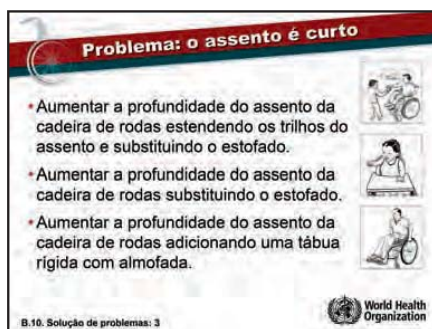 Problema: o assento é curto
• Aumentar a profundidade do assento da
cadeira de rodas estendendo os trilhos do
assento e substituindo o estofado.
• Aumentar a profundidade do assento da
cadeira de rodas substituindo o estofado.
• Aumentar a profundidade do assento da
cadeira de rodas adicionando uma tábua
rígida com almofada.
B.10. Solução de problemas: 3
World Health
Organization